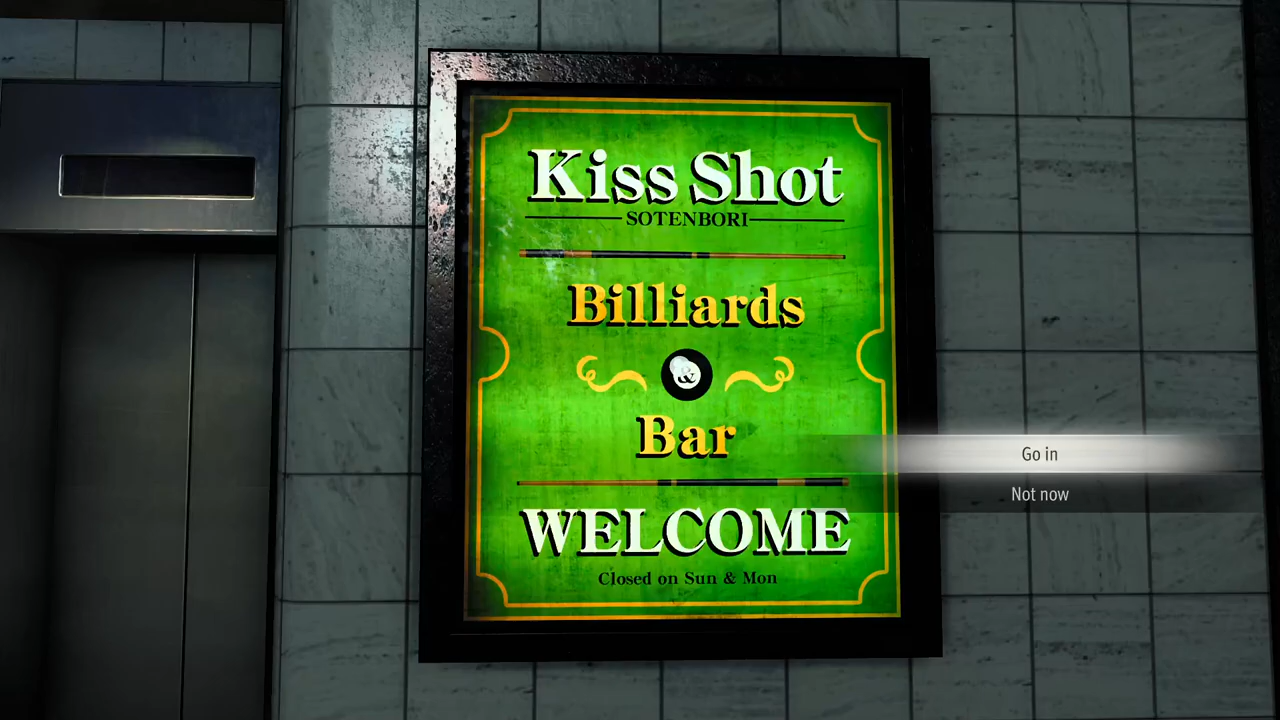 Kiss Shot
SOTENBORI
Billiards
&
Bar
WELCOME
Closed on Sun & Mon
Go in
Not now